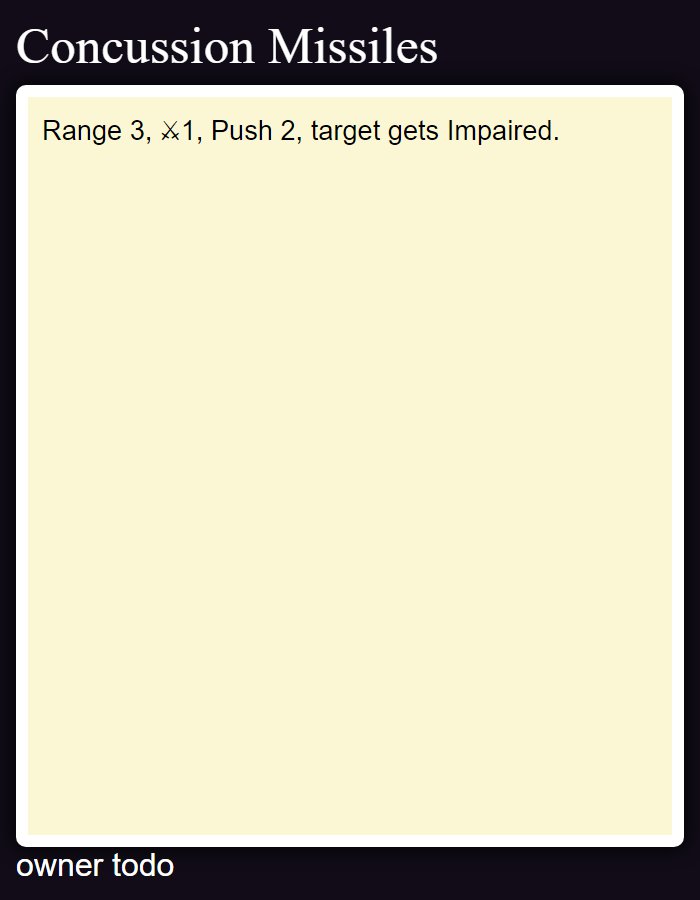 Concussion Missiles
Range 3, ⚔1, Push 2, target gets Impaired.
owner todo